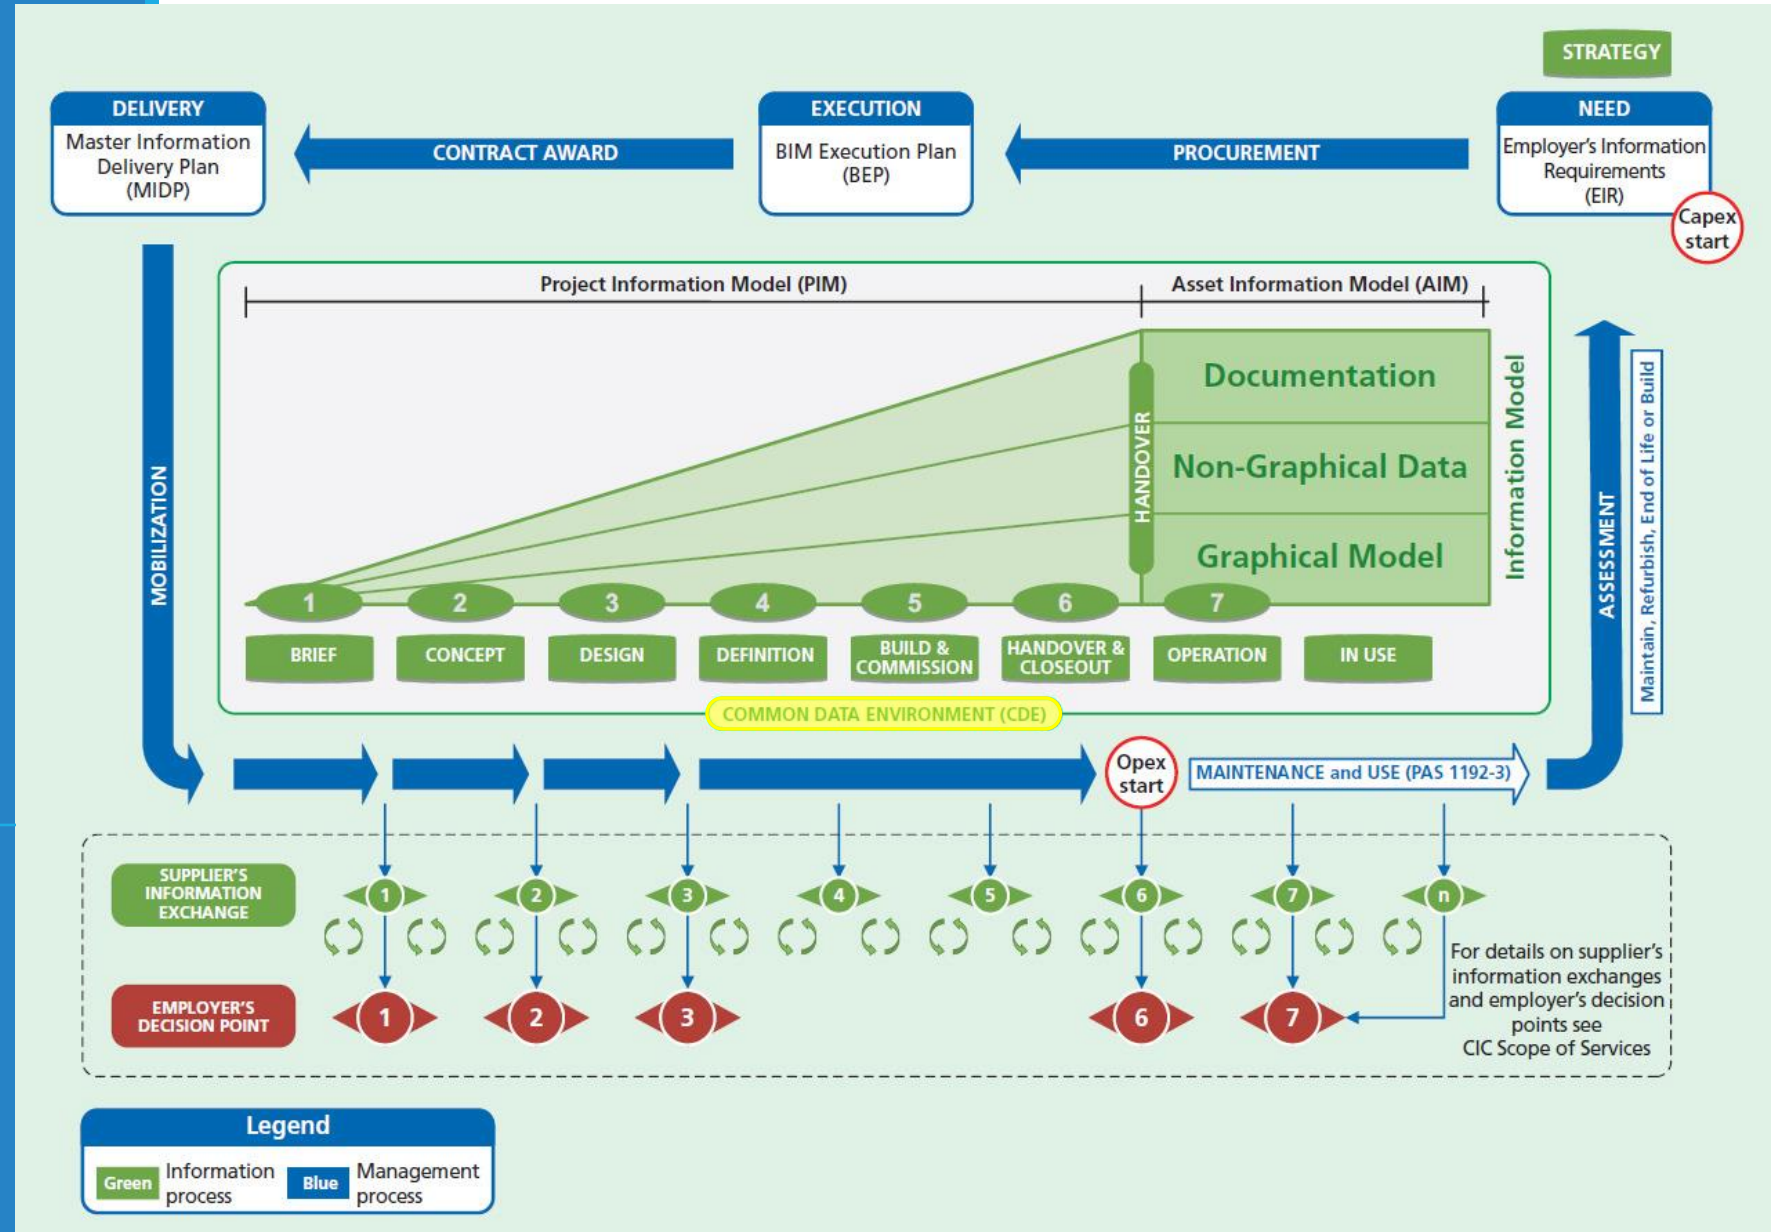 STRATEGY
DELIVERY
Master Information
Delivery Plan
(MIDP)
CONTRACT AWARD
EXECUTION
BIM Execution Plan
(BEP)
PROCUREMENT
NEED
Employer's Information
Requirements
(EIR)
Capex
start
Project Information Model (PIM)
Asset Information Model (AIM)
Documentation
Non-Graphical Data
Graphical Model
HANDOVER
Information Model
MOBILIZATION
ASSESSMENT
Maintain, Refurbish, End of Life or Build
1 2 3 4 5 6 7
BRIEF
CONCEPT
DESIGN
DEFINITION
BUILD &
COMMISSION
HANDOVER &
CLOSEOUT
OPERATION
IN USE
COMMON DATA ENVIRONMENT (CDE)
Opex
start
MAINTENANCE and USE (PAS 1192-3)
SUPPLIER'S
INFORMATION
EXCHANGE
1 2 3 4 5 6 7 n
EMPLOYER'S
DECISION POINT
1 2 3 6 7
For details on supplier's
information exchanges
and employer's decision
points see
CIC Scope of Services
Legend
Green
Information
process
Blue
Management
process